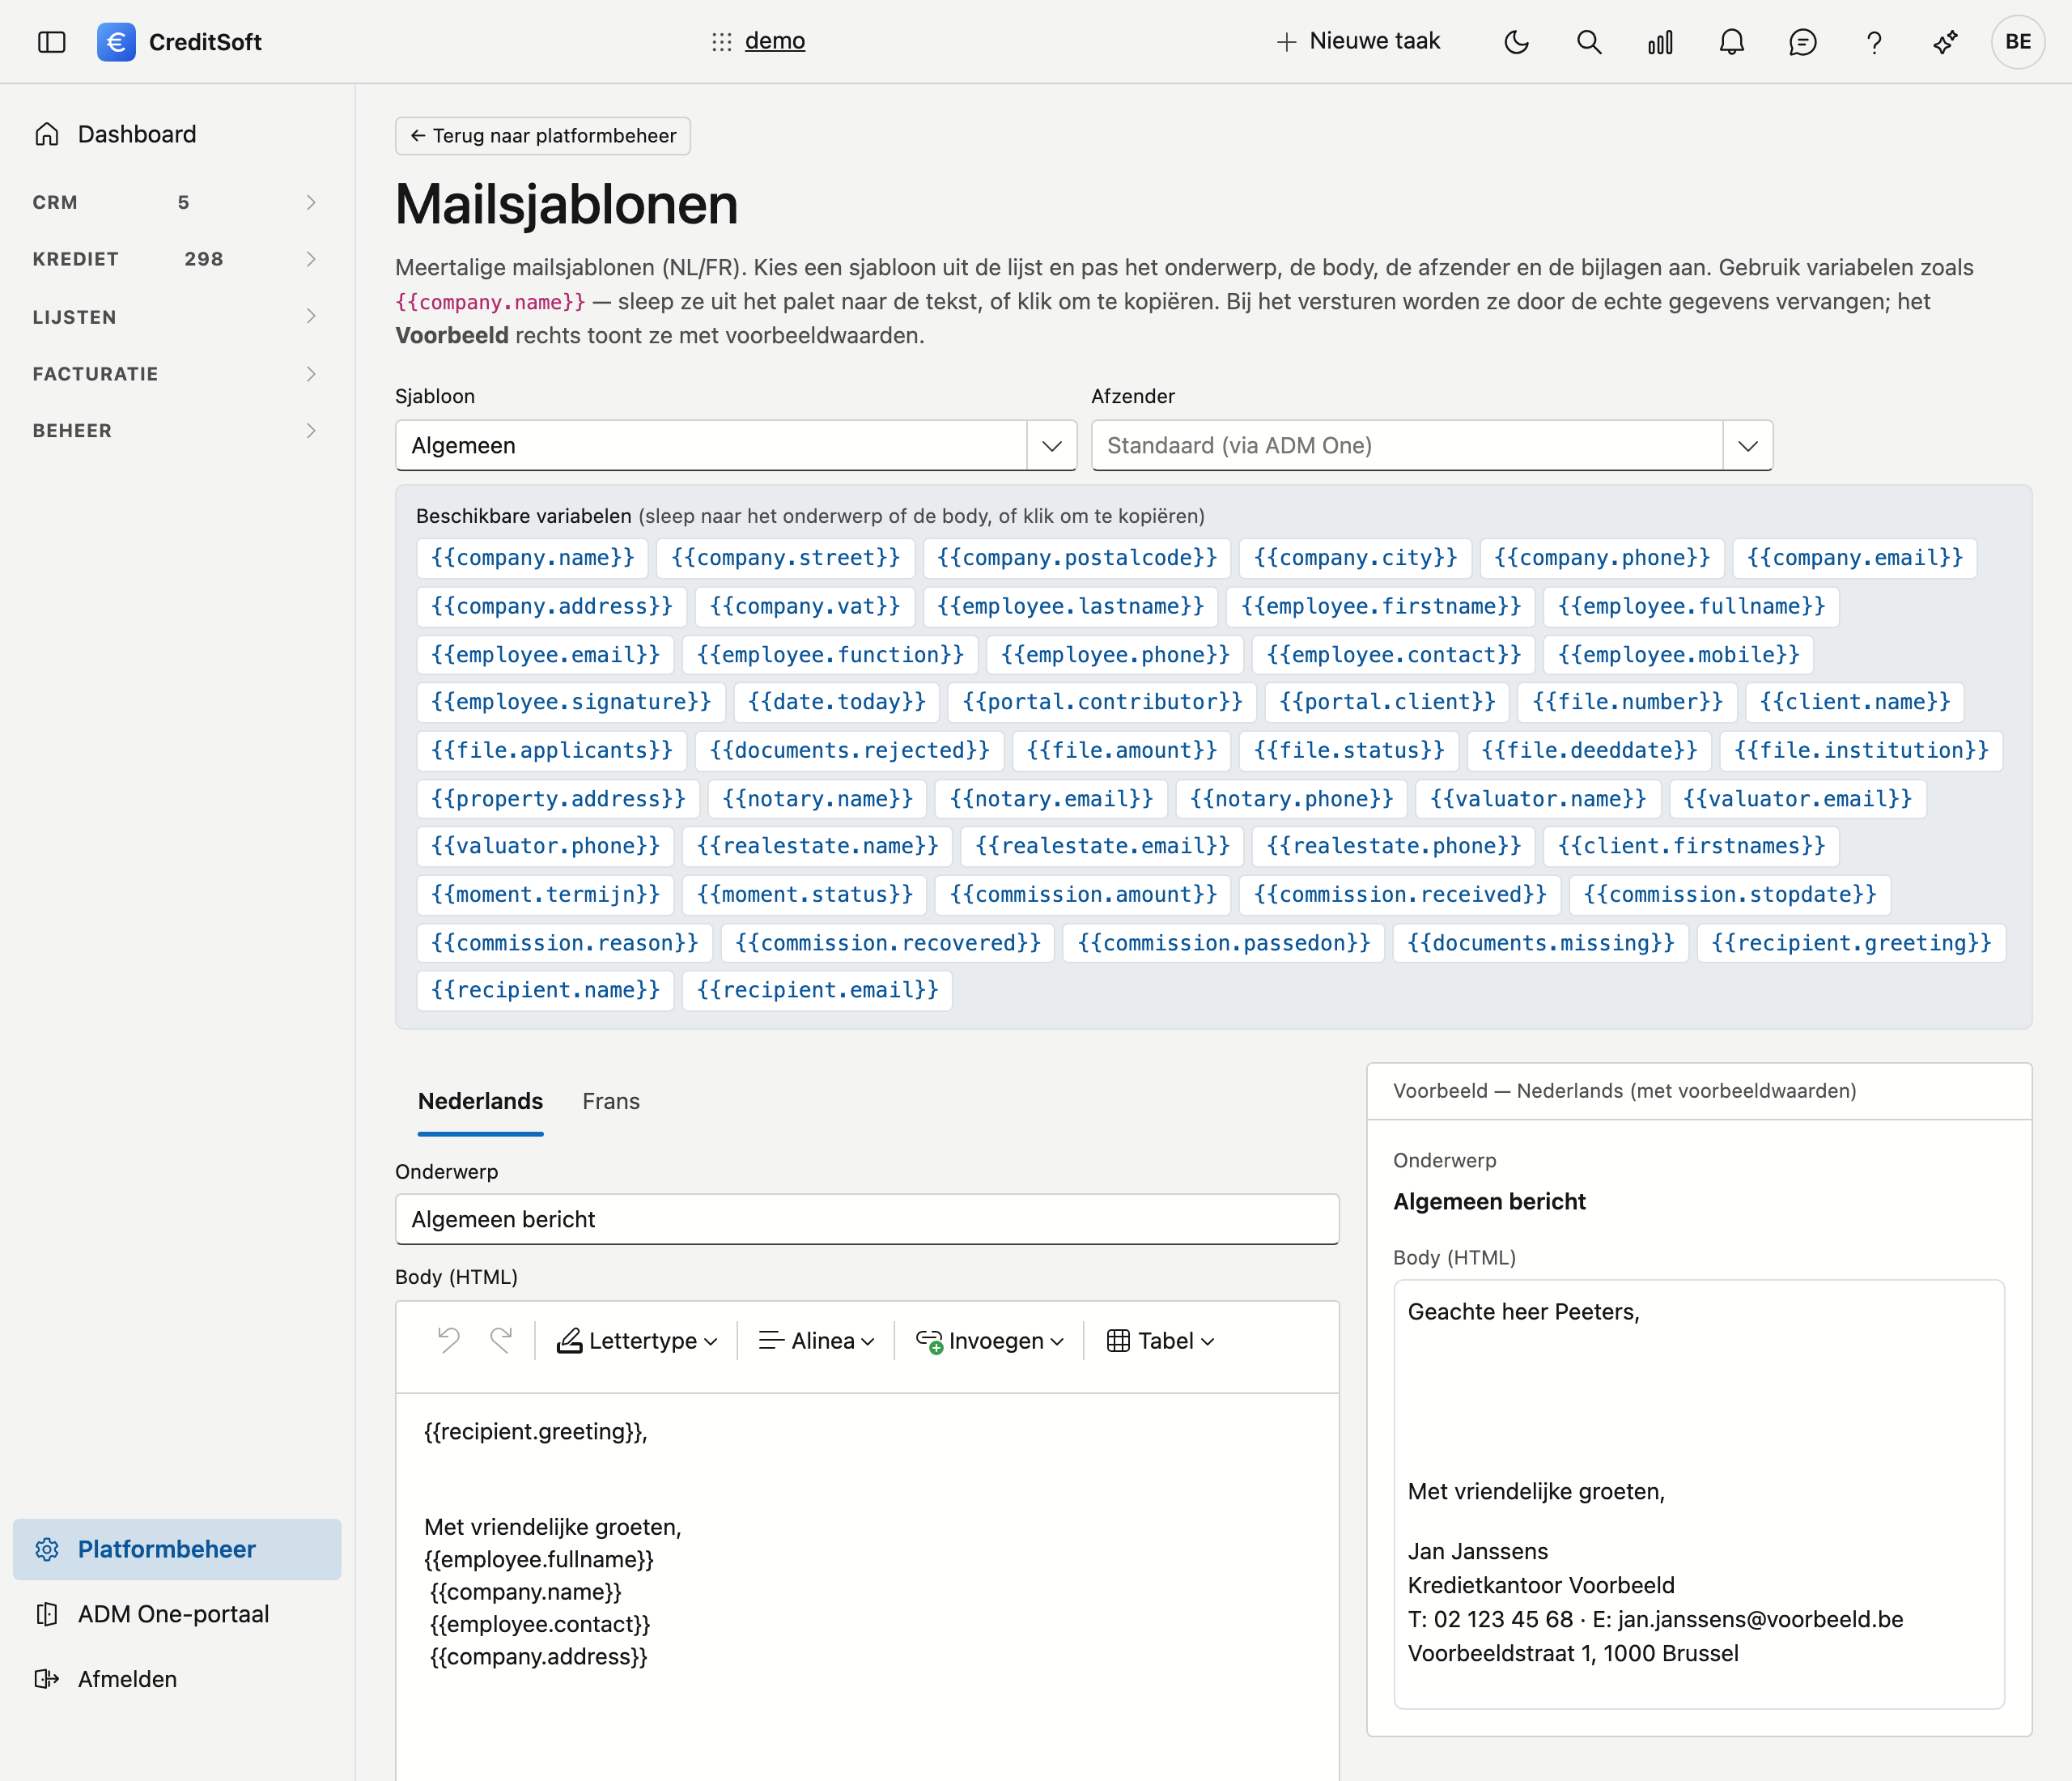 CreditSoft
demo
Nieuwe taak
BE
Dashboard
CRM 5
KREDIET 298
LIJSTEN
FACTURATIE
BEHEER
Platformbeheer
ADM One-portaal
Afmelden
← Terug naar platformbeheer
Mailsjablonen
Meertalige mailsjablonen (NL/FR). Kies een sjabloon uit de lijst en pas het onderwerp, de body, de afzender en de bijlagen aan. Gebruik variabelen zoals
{{company.name}} — sleep ze uit het palet naar de tekst, of klik om te kopiëren. Bij het versturen worden ze door de echte gegevens vervangen; het
Voorbeeld rechts toont ze met voorbeeldwaarden.
Sjabloon
Algemeen
Afzender
Standaard (via ADM One)
Beschikbare variabelen (sleep naar het onderwerp of de body, of klik om te kopiëren)
{{company.name}} {{company.street}} {{company.postalcode}} {{company.city}} {{company.phone}} {{company.email}}
{{company.address}} {{company.vat}} {{employee.lastname}} {{employee.firstname}} {{employee.fullname}}
{{employee.email}} {{employee.function}} {{employee.phone}} {{employee.contact}} {{employee.mobile}}
{{employee.signature}} {{date.today}} {{portal.contributor}} {{portal.client}} {{file.number}} {{client.name}}
{{file.applicants}} {{documents.rejected}} {{file.amount}} {{file.status}} {{file.deeddate}} {{file.institution}}
{{property.address}} {{notary.name}} {{notary.email}} {{notary.phone}} {{valuator.name}} {{valuator.email}}
{{valuator.phone}} {{realestate.name}} {{realestate.email}} {{realestate.phone}} {{client.firstnames}}
{{moment.termijn}} {{moment.status}} {{commission.amount}} {{commission.received}} {{commission.stopdate}}
{{commission.reason}} {{commission.recovered}} {{commission.passedon}} {{documents.missing}} {{recipient.greeting}}
{{recipient.name}} {{recipient.email}}
Nederlands Frans
Onderwerp
Algemeen bericht
Body (HTML)
Lettertype Alinea Invoegen Tabel
{{recipient.greeting}},
Met vriendelijke groeten,
{{employee.fullname}}
{{company.name}}
{{employee.contact}}
{{company.address}}
Voorbeeld — Nederlands (met voorbeeldwaarden)
Onderwerp
Algemeen bericht
Body (HTML)
Geachte heer Peeters,
Met vriendelijke groeten,
Jan Janssens
Kredietkantoor Voorbeeld
T: 02 123 45 68 · E: jan.janssens@voorbeeld.be
Voorbeeldstraat 1, 1000 Brussel